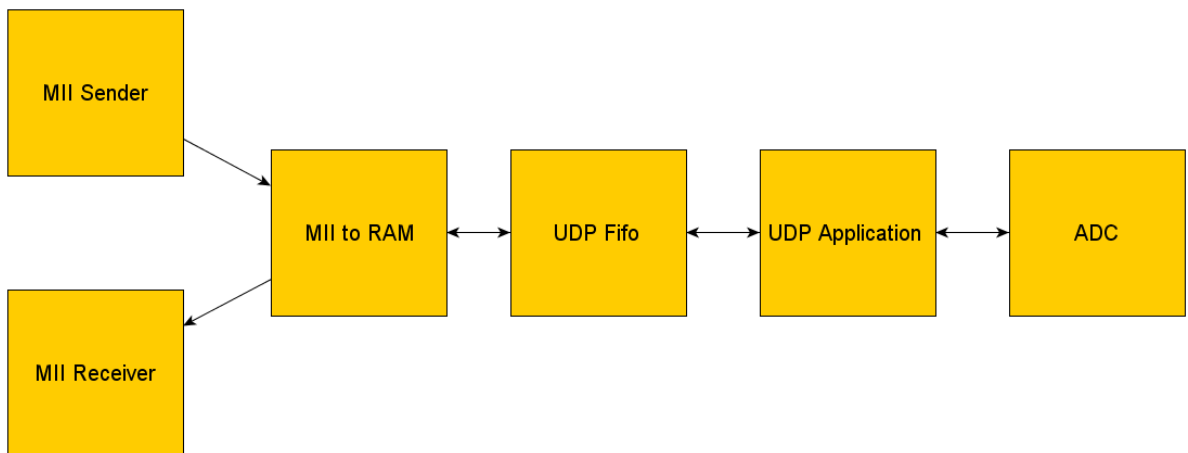 MII Sender
MII to RAM
UDP Fifo
UDP Application
ADC
MII Receiver